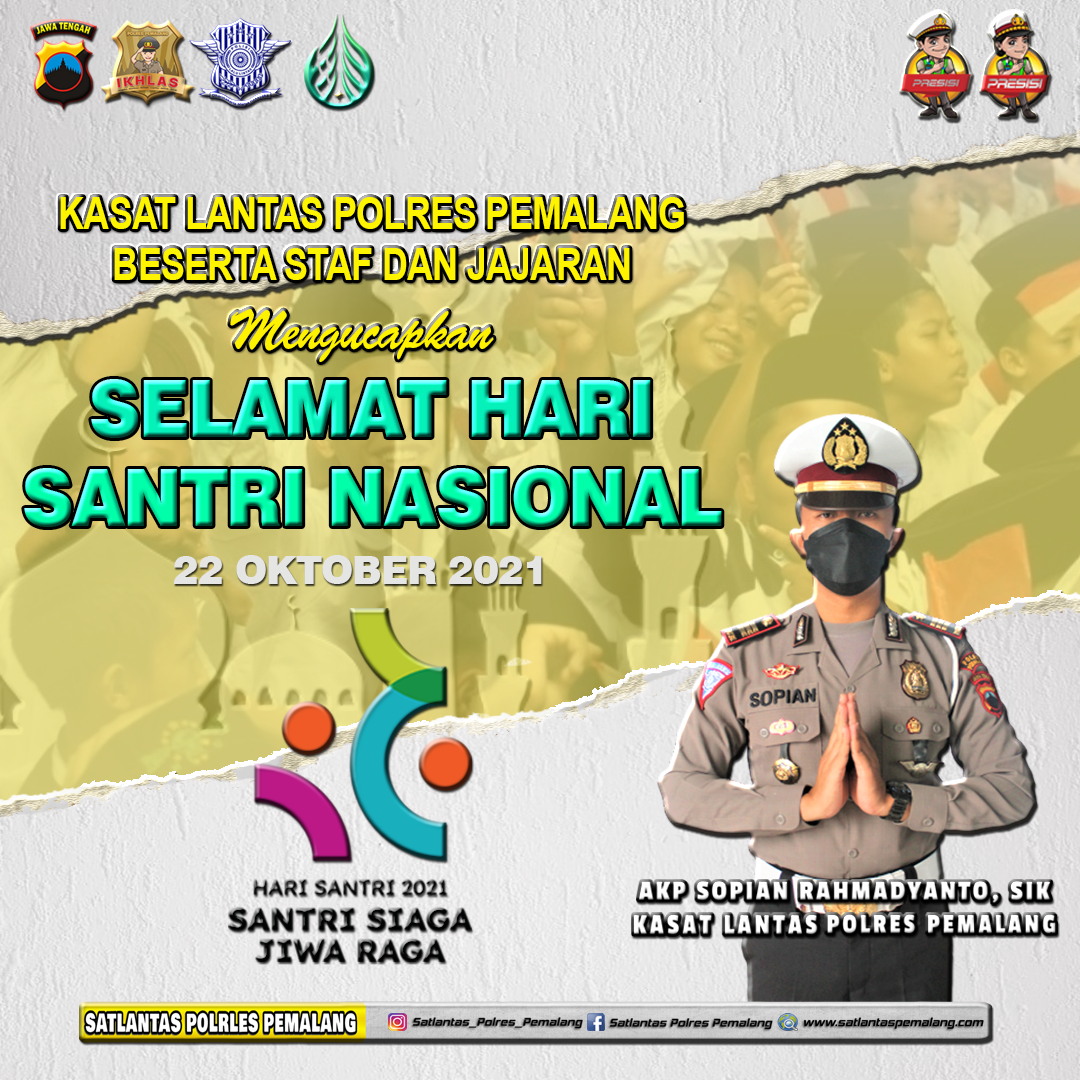 JAWA TENGAH
IKHLAS
PRESISI
PRESISI
KASAT LANTAS POLRES PEMALANG
BESERTA STAF DAN JAJARAN
Mengucapkan
SELAMAT HARI
SANTRI NASIONAL
22 OKTOBER 2021
SOPIAN
HARI SANTRI 2021
SANTRI SIAGA
JIWA RAGA
AKP SOPIAN RAHMADYANTO, SIK
KASAT LANTAS POLRES PEMALANG
SATLANTAS POLRLES PEMALANG
Satlantas_Polres_Pemalang
Satlantas Polres Pemalang
www.satlantaspemalang.com